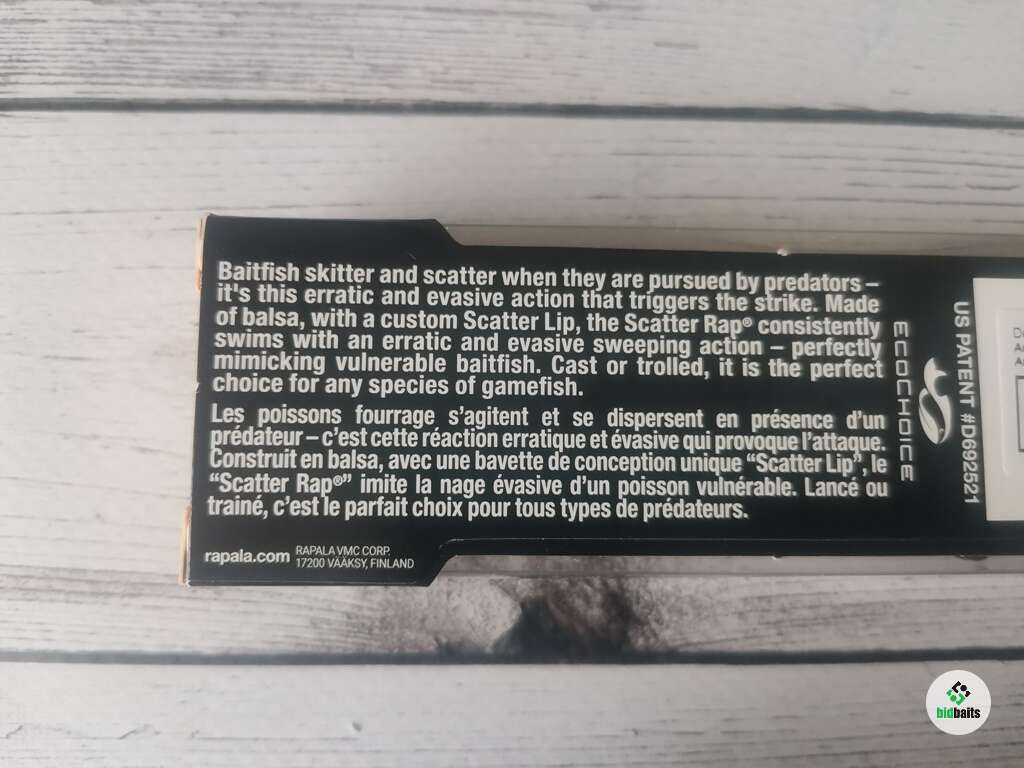 Baitfish skitter and scatter when they are pursued by predators –
it's this erratic and evasive action that triggers the strike. Made
of balsa, with a custom Scatter Lip, the Scatter Rap® consistently
swims with an erratic and evasive sweeping action – perfectly
mimicking vulnerable baitfish. Cast or trolled, it is the perfect
choice for any species of gamefish.
Les poissons fourrage s’agitent et se dispersent en présence d’un
prédateur – c’est cette réaction erratique et évasive qui provoque l’attaque.
Construit en balsa, avec une bavette de conception unique “Scatter Lip”, le
“Scatter Rap®” imite la nage évasive d’un poisson vulnérable. Lancé ou
trainé, c’est le parfait choix pour tous types de prédateurs.
rapala.com
RAPALA VMC CORP.
17200 VÄÄKSY, FINLAND
ECOCHOICE
US PATENT #D692521
bidbaits